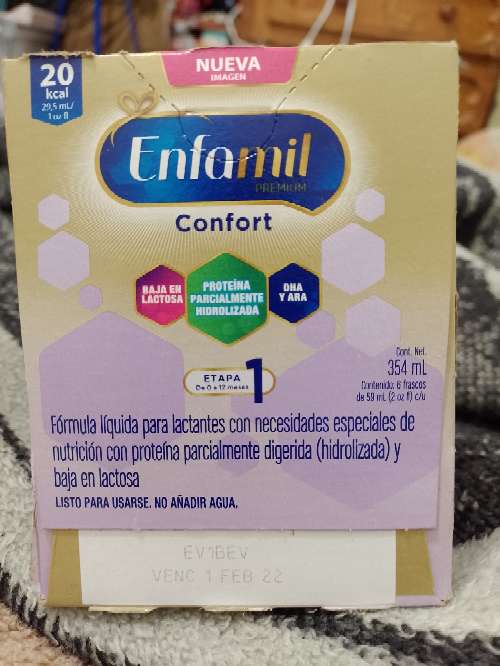 20
kcal
29,5 mL/
1 oz fl
NUEVA
IMAGEN
Enfamil
PREMIUM
Confort
BAJA EN
LACTOSA
PROTEÍNA
PARCIALMENTE
HIDROLIZADA
DHA
Y ARA
ETAPA 1
De 0 a 12 meses
Cont. Net.
354 mL
Contenido: 6 frascos
de 59 mL (2 oz fl) c/u
Fórmula líquida para lactantes con necesidades especiales de
nutrición con proteína parcialmente digerida (hidrolizada) y
baja en lactosa
LISTO PARA USARSE. NO AÑADIR AGUA.
EV1BEV
VENC 1 FEB 22